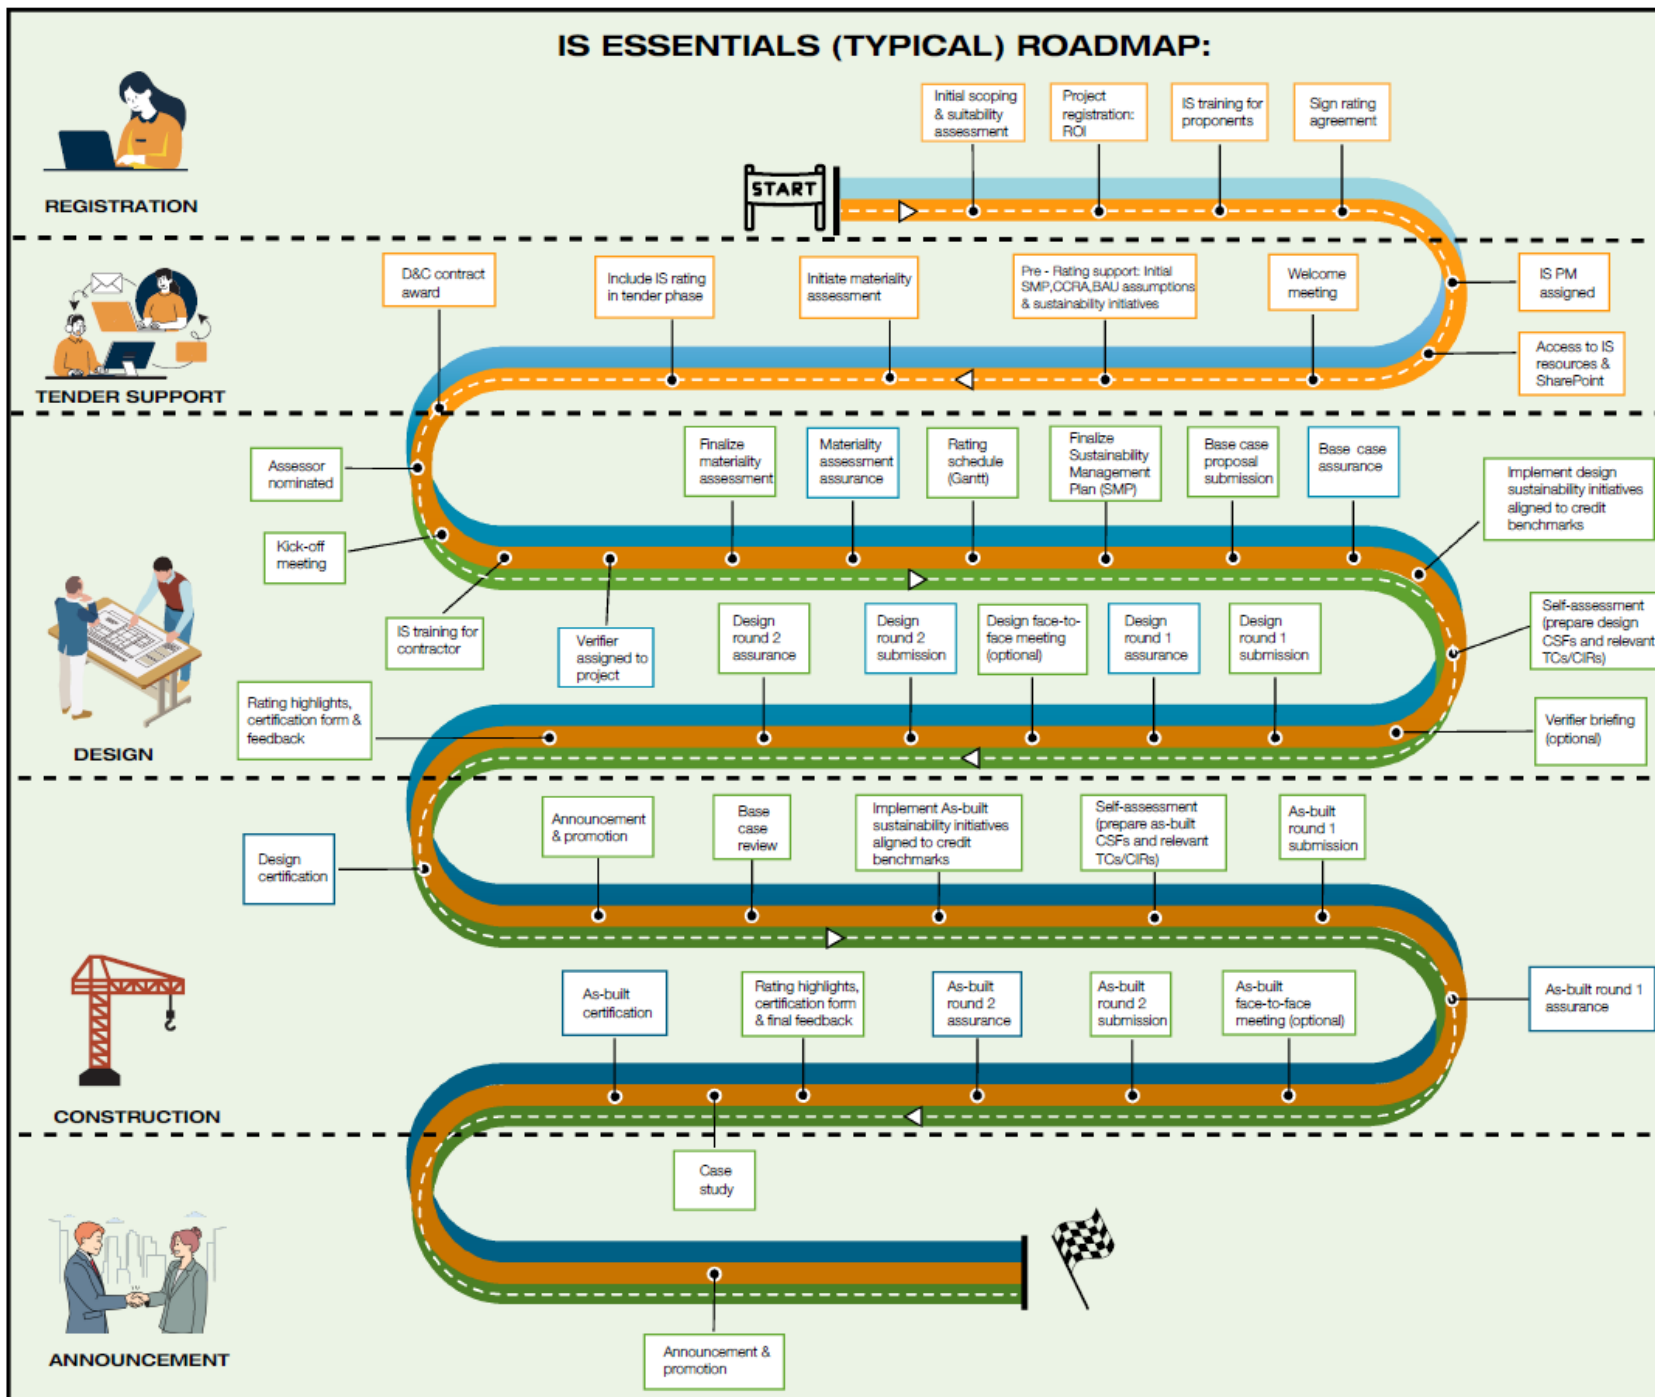 IS ESSENTIALS (TYPICAL) ROADMAP:
Initial scoping
& suitability
assessment
Project
registration:
ROI
IS training for
proponents
Sign rating
agreement
START
REGISTRATION
D&C contract
award
Include IS rating
in tender phase
Initiate materiality
assessment
Pre - Rating support: Initial
SMP,CCRA,BAU assumptions
& sustainability initiatives
Welcome
meeting
IS PM
assigned
Access to IS
resources &
SharePoint
TENDER SUPPORT
Assessor
nominated
Finalize
materiality
assessment
Materiality
assessment
assurance
Rating
schedule
(Gantt)
Finalize
Sustainability
Management
Plan (SMP)
Base case
proposal
submission
Base case
assurance
Implement design
sustainability initiatives
aligned to credit
benchmarks
Kick-off
meeting
IS training for
contractor
Verifier
assigned to
project
Design
round 2
assurance
Design
round 2
submission
Design face-to-
face meeting
(optional)
Design
round 1
assurance
Design
round 1
submission
Self-assessment
(prepare design
CSFs and relevant
TCs/CIRs)
Rating highlights,
certification form &
feedback
Verifier briefing
(optional)
DESIGN
Design
certification
Announcement
& promotion
Base
case
review
Implement As-built
sustainability initiatives
aligned to credit
benchmarks
Self-assessment
(prepare as-built
CSFs and relevant
TCs/CIRs)
As-built
round 1
submission
As-built
certification
Rating highlights,
certification form
& final feedback
As-built
round 2
assurance
As-built
round 2
submission
As-built
face-to-face
meeting (optional)
As-built round 1
assurance
CONSTRUCTION
Case
study
Announcement &
promotion
ANNOUNCEMENT